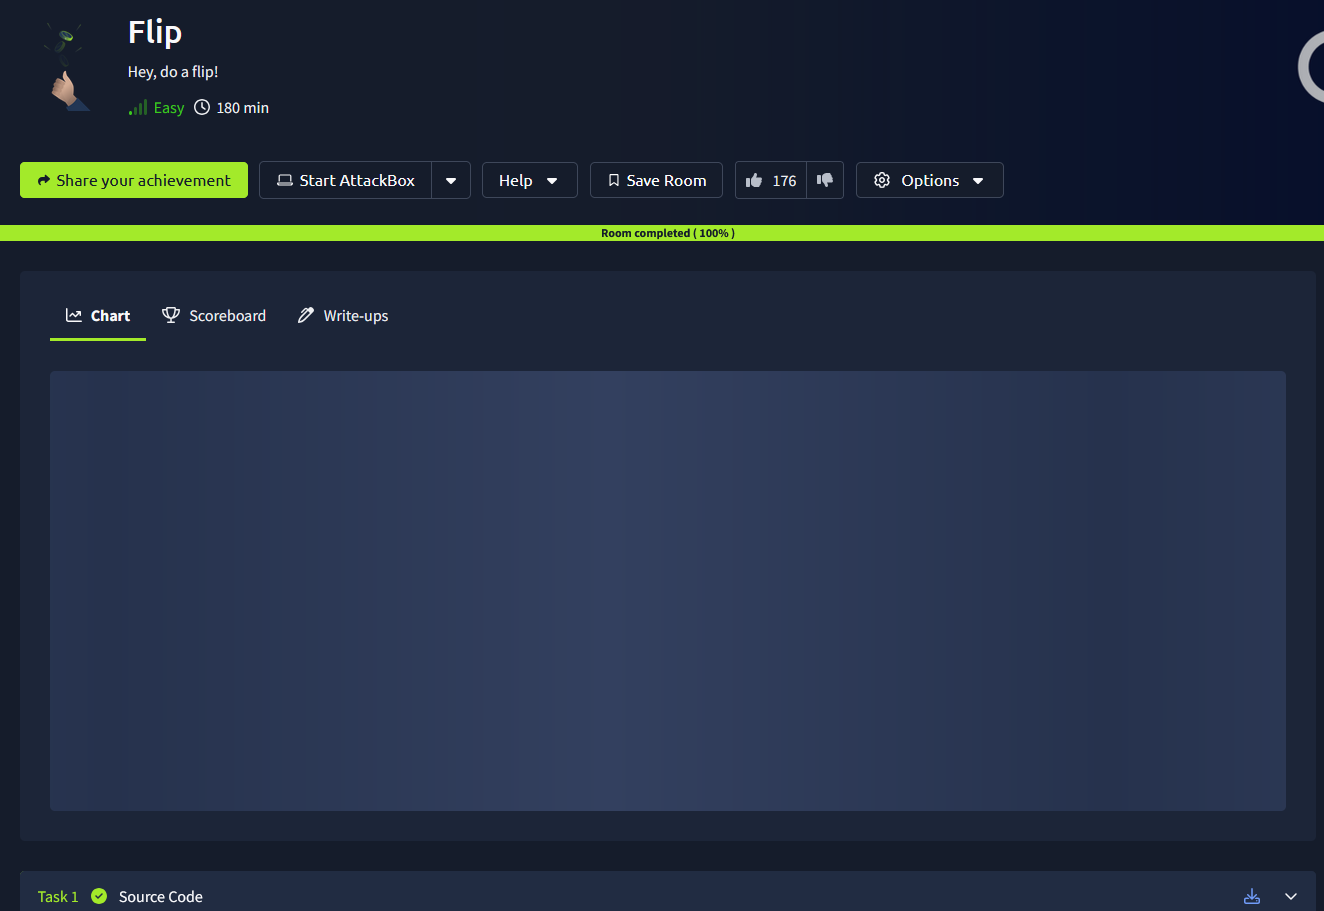 Flip
Hey, do a flip!
Easy 180 min
Share your achievement Start AttackBox Help Save Room 176 Options
Room completed ( 100% )
Chart Scoreboard Write-ups
Task 1 Source Code